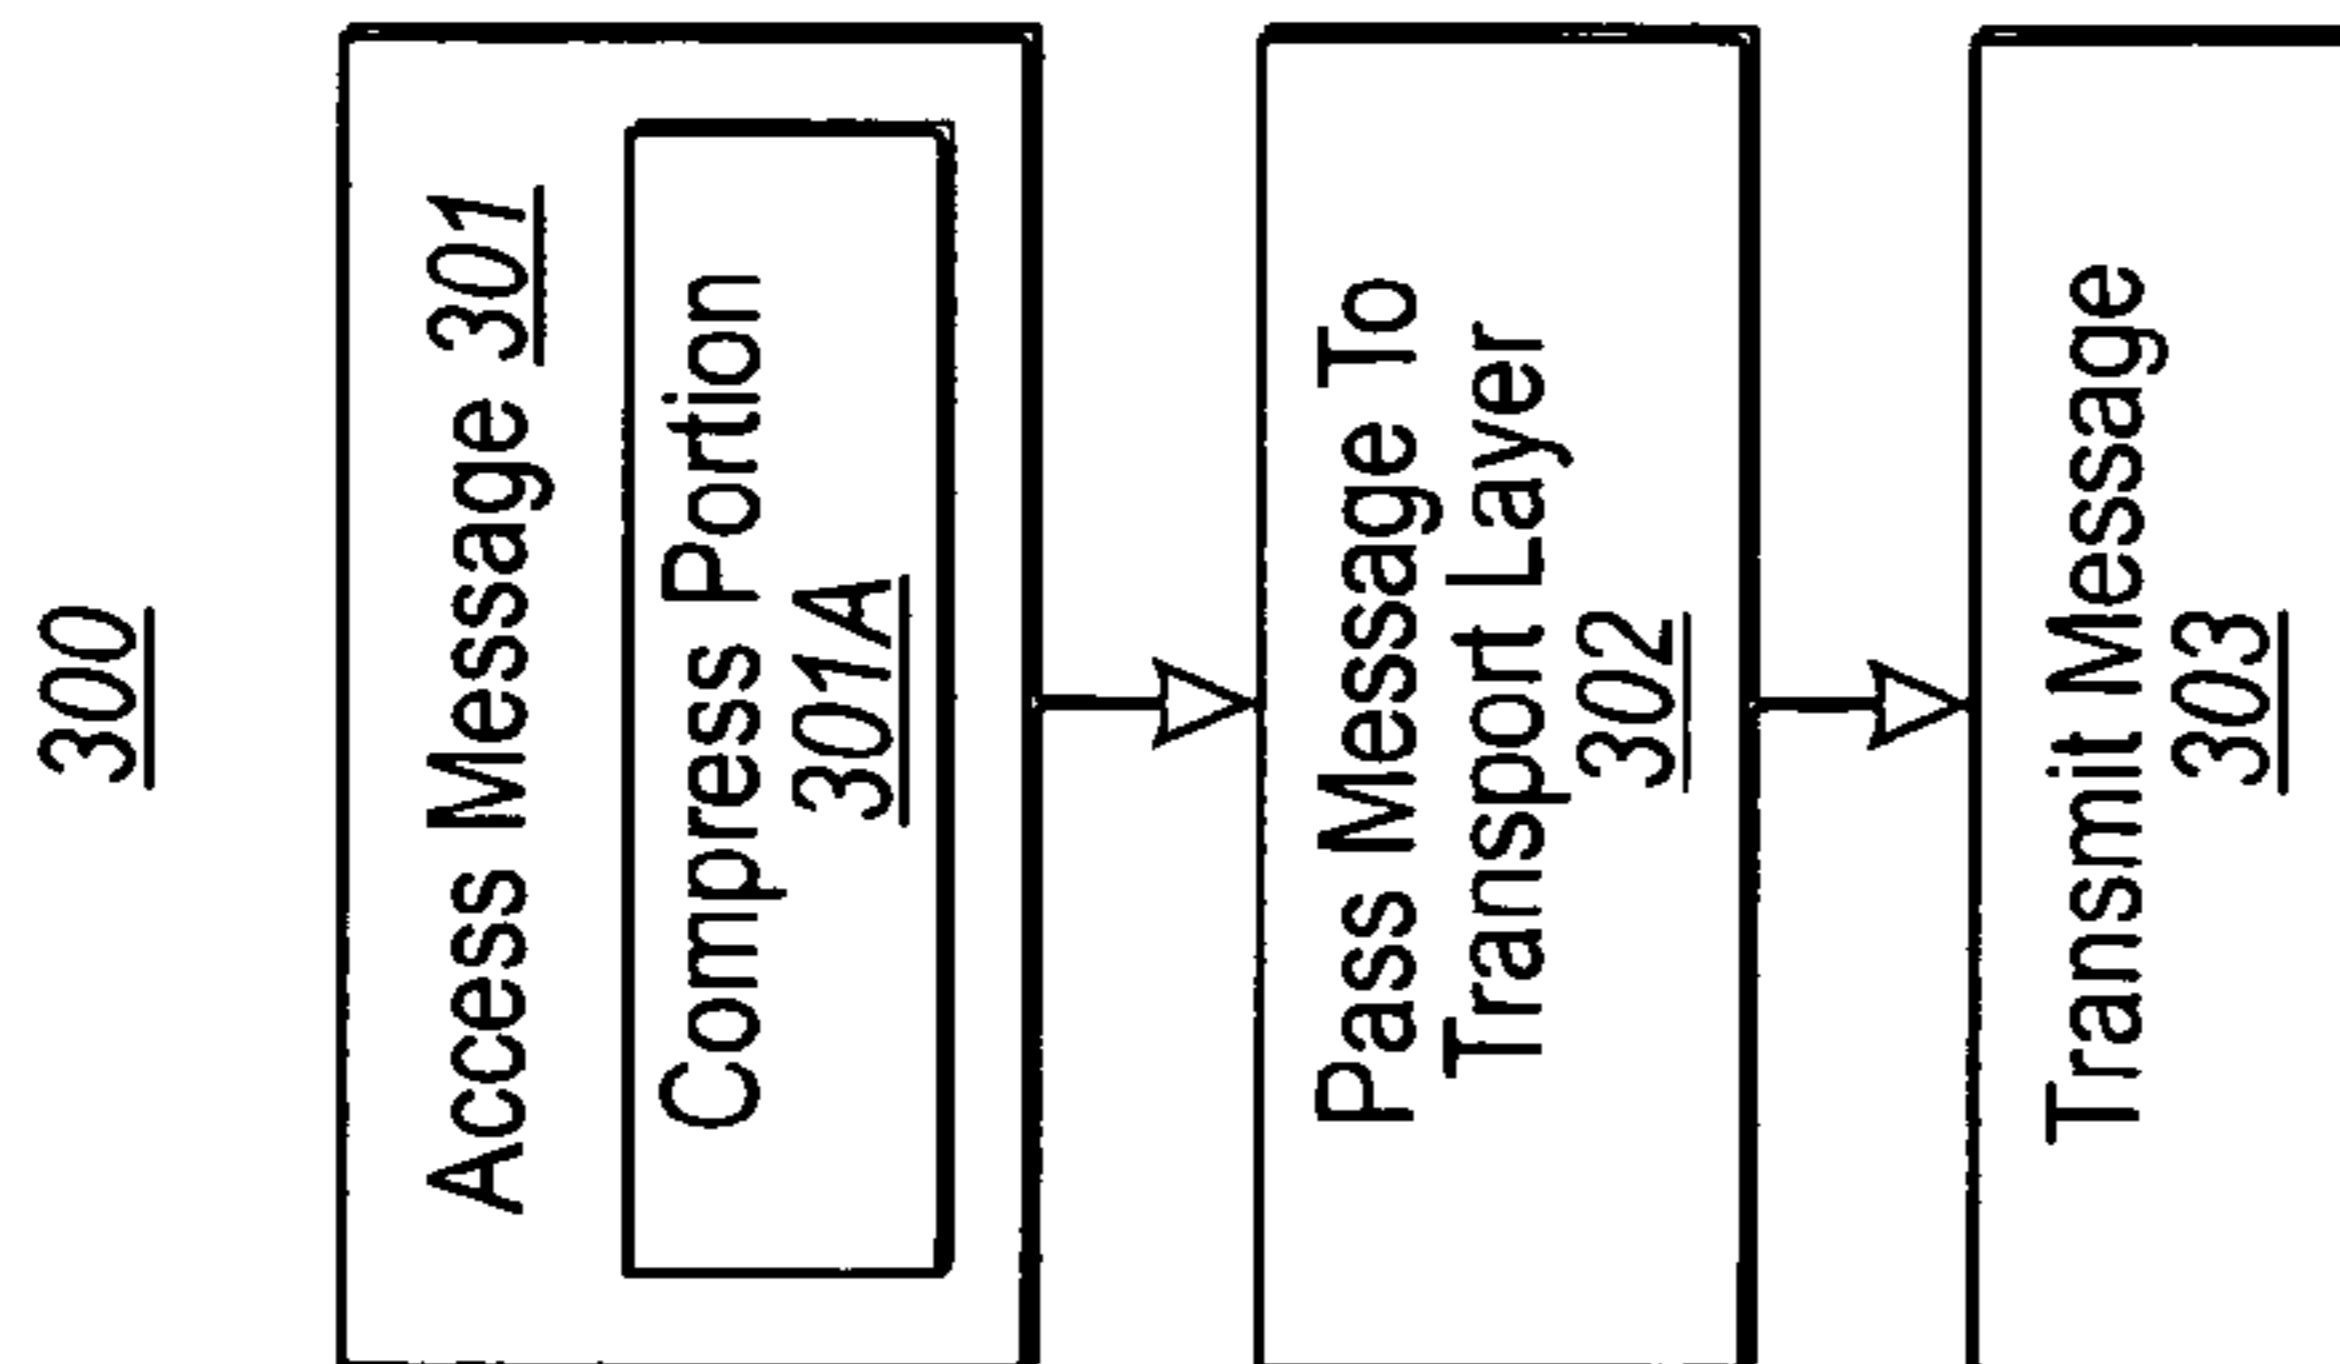 300
Access Message 301
Compress Portion
301A
Pass Message To
Transport Layer
302
Transmit Message
303